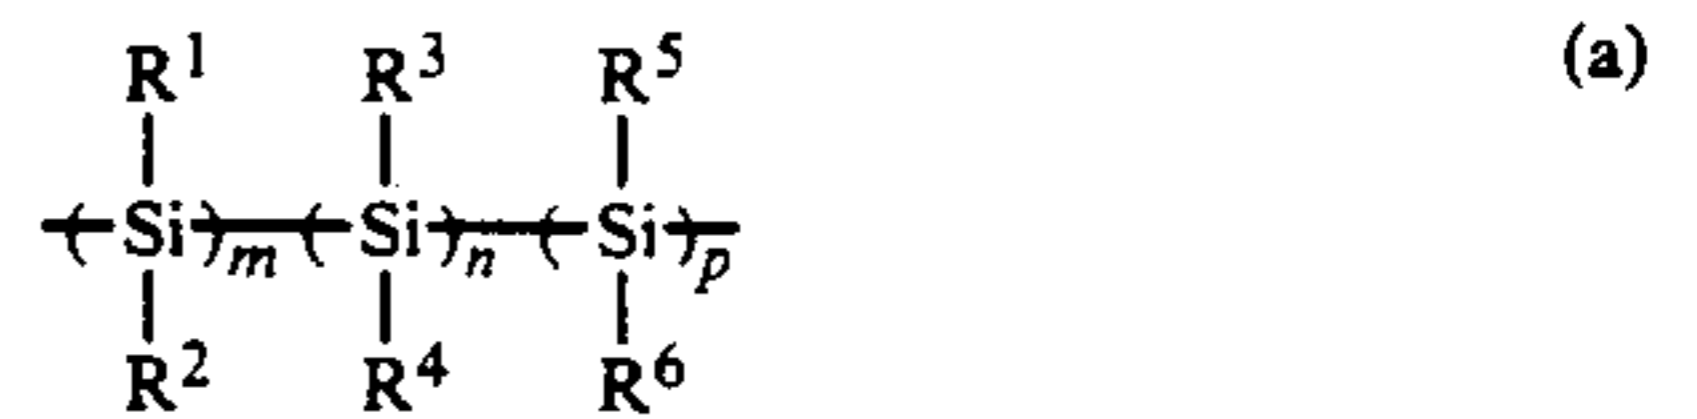 R¹ R³ R⁵ (a)
(Si)m (Si)n (Si)p
R² R⁴ R⁶